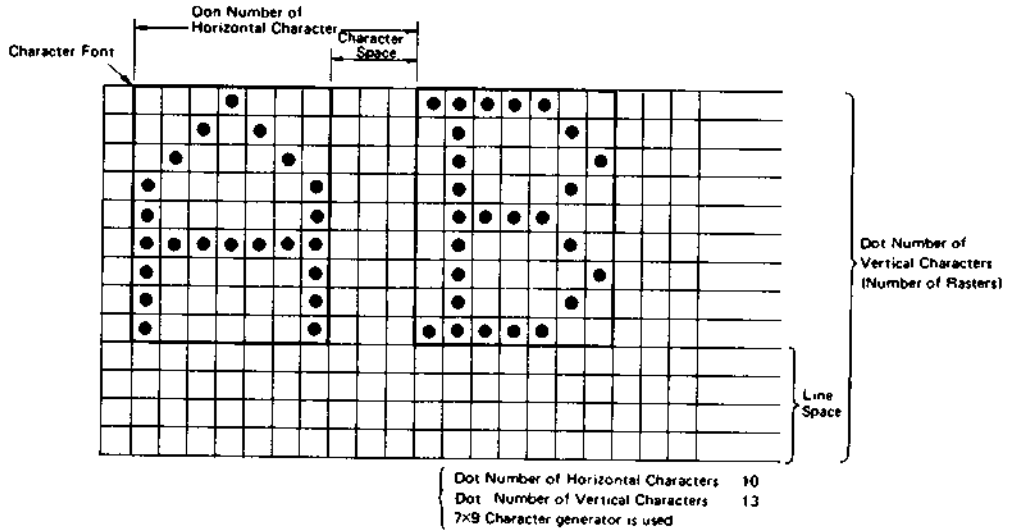 Don Number of
Horizontal Character
Character
Space
Character Font
Dot Number of
Vertical Characters
(Number of Rasters)
Line
Space
Dot Number of Horizontal Characters 10
Dot Number of Vertical Characters 13
7×9 Character generator is used